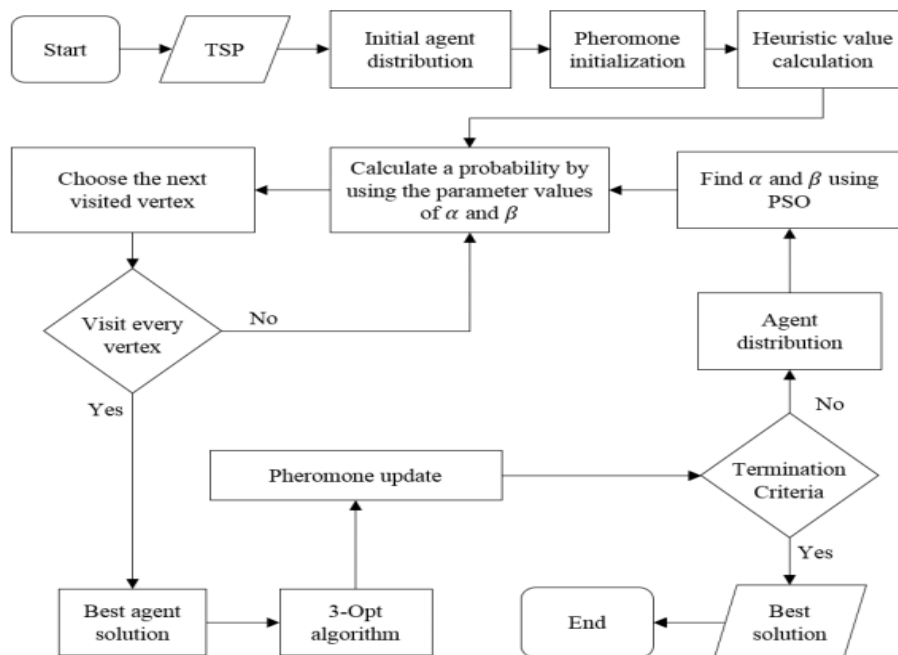 Start
TSP
Initial agent
distribution
Pheromone
initialization
Heuristic value
calculation
Choose the next
visited vertex
Calculate a probability by
using the parameter values
of α and β
Find α and β using
PSO
Visit every
vertex
No
Yes
Agent
distribution
No
Pheromone update
Termination
Criteria
Yes
Best agent
solution
3-Opt
algorithm
End
Best
solution